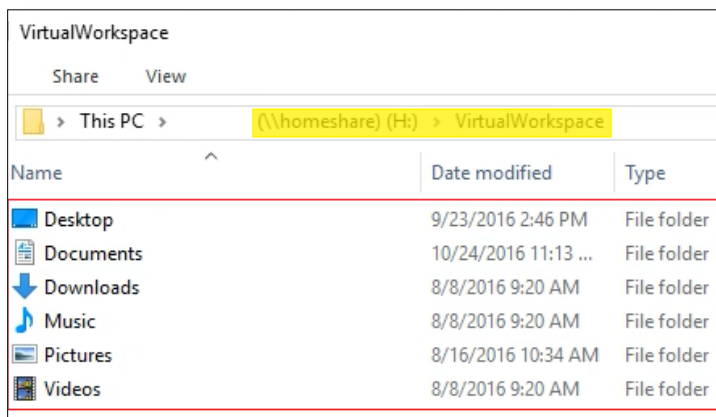 VirtualWorkspace
Share View
This PC (\\homeshare) (H:) VirtualWorkspace
Name Date modified Type
Desktop 9/23/2016 2:46 PM File folder
Documents 10/24/2016 11:13 ... File folder
Downloads 8/8/2016 9:20 AM File folder
Music 8/8/2016 9:20 AM File folder
Pictures 8/16/2016 10:34 AM File folder
Videos 8/8/2016 9:20 AM File folder